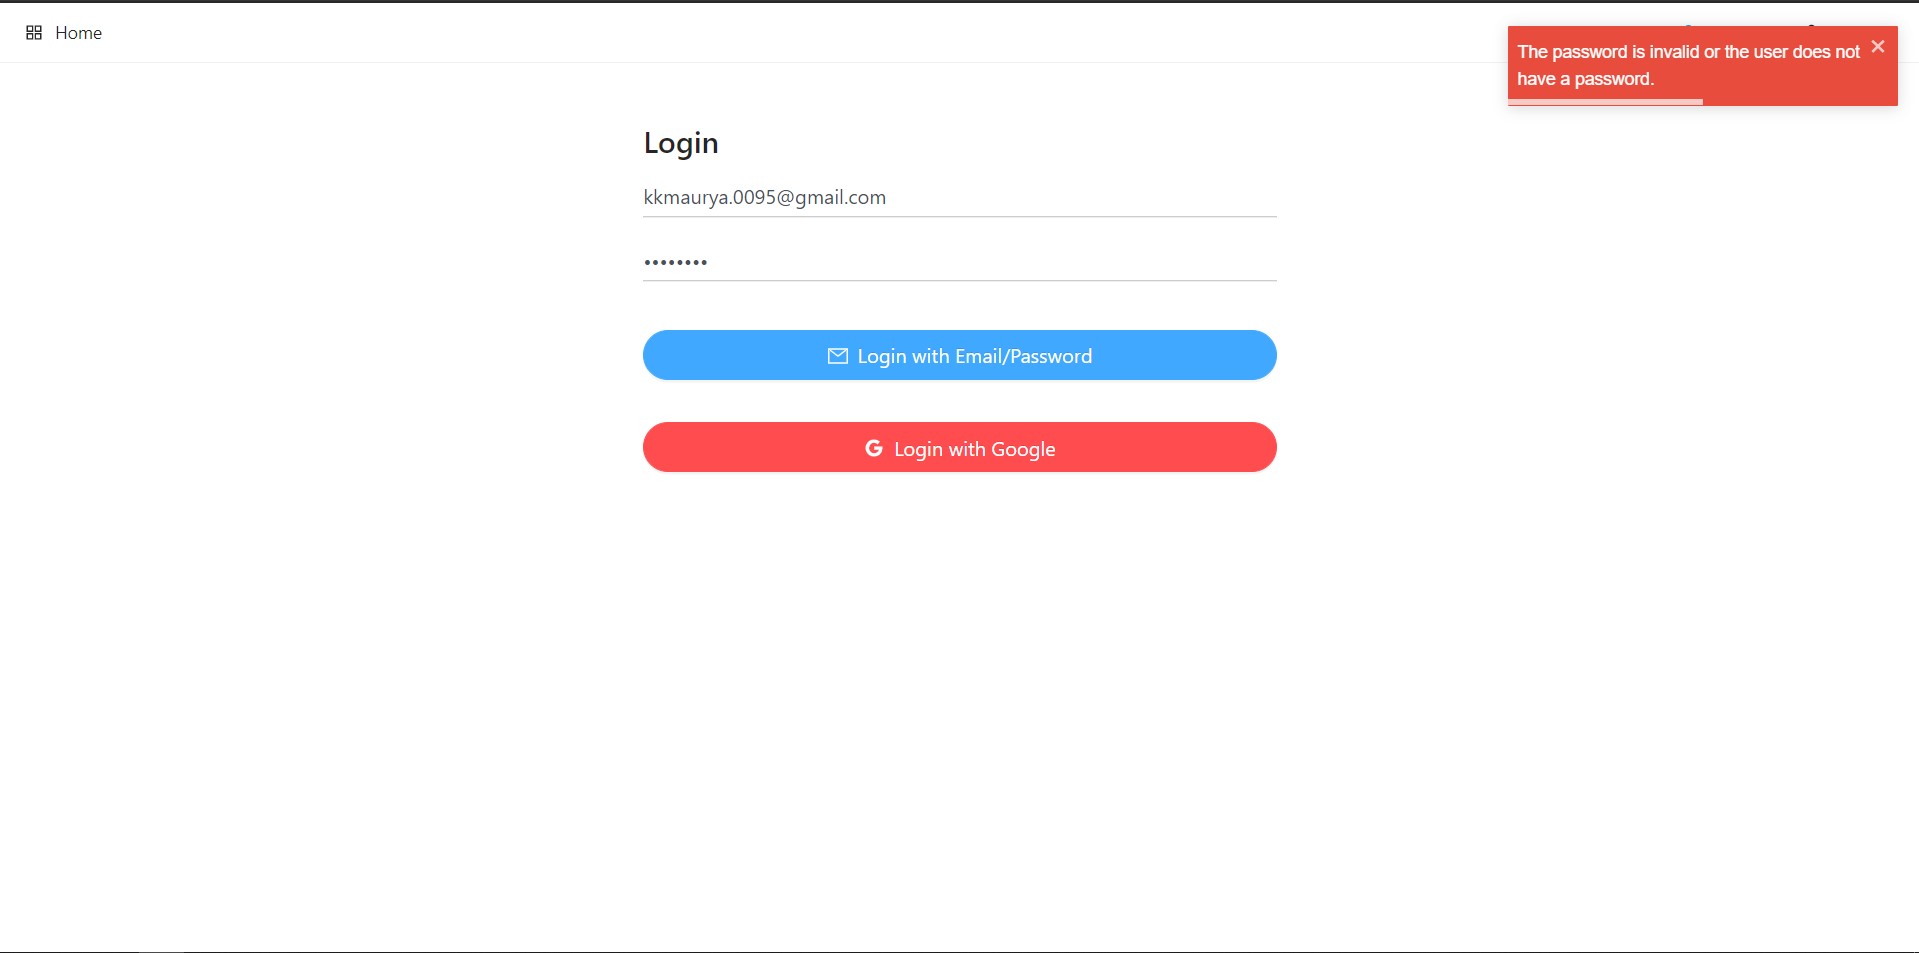 Home
The password is invalid or the user does not
have a password.
Login
kkmaurya.0095@gmail.com
••••••••
Login with Email/Password
Login with Google